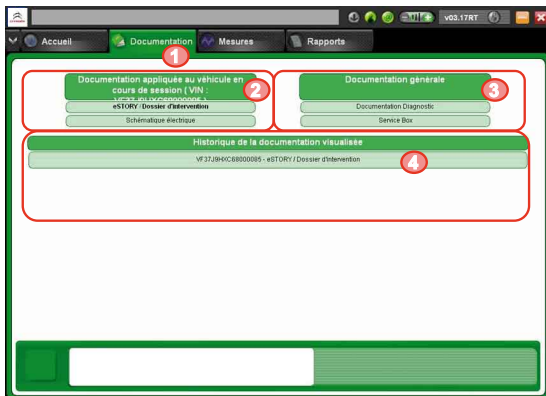 v03.17RT
Accueil
Documentation
Mesures
Rapports
1
Documentation appliquée au véhicule en
cours de session ( VIN :
2
eSTORY / Dossier d'intervention
Schématique électrique
Documentation générale
3
Documentation Diagnostic
Service Box
Historique de la documentation visualisée
VF37J9HXC68000085 - eSTORY / Dossier d'intervention
4